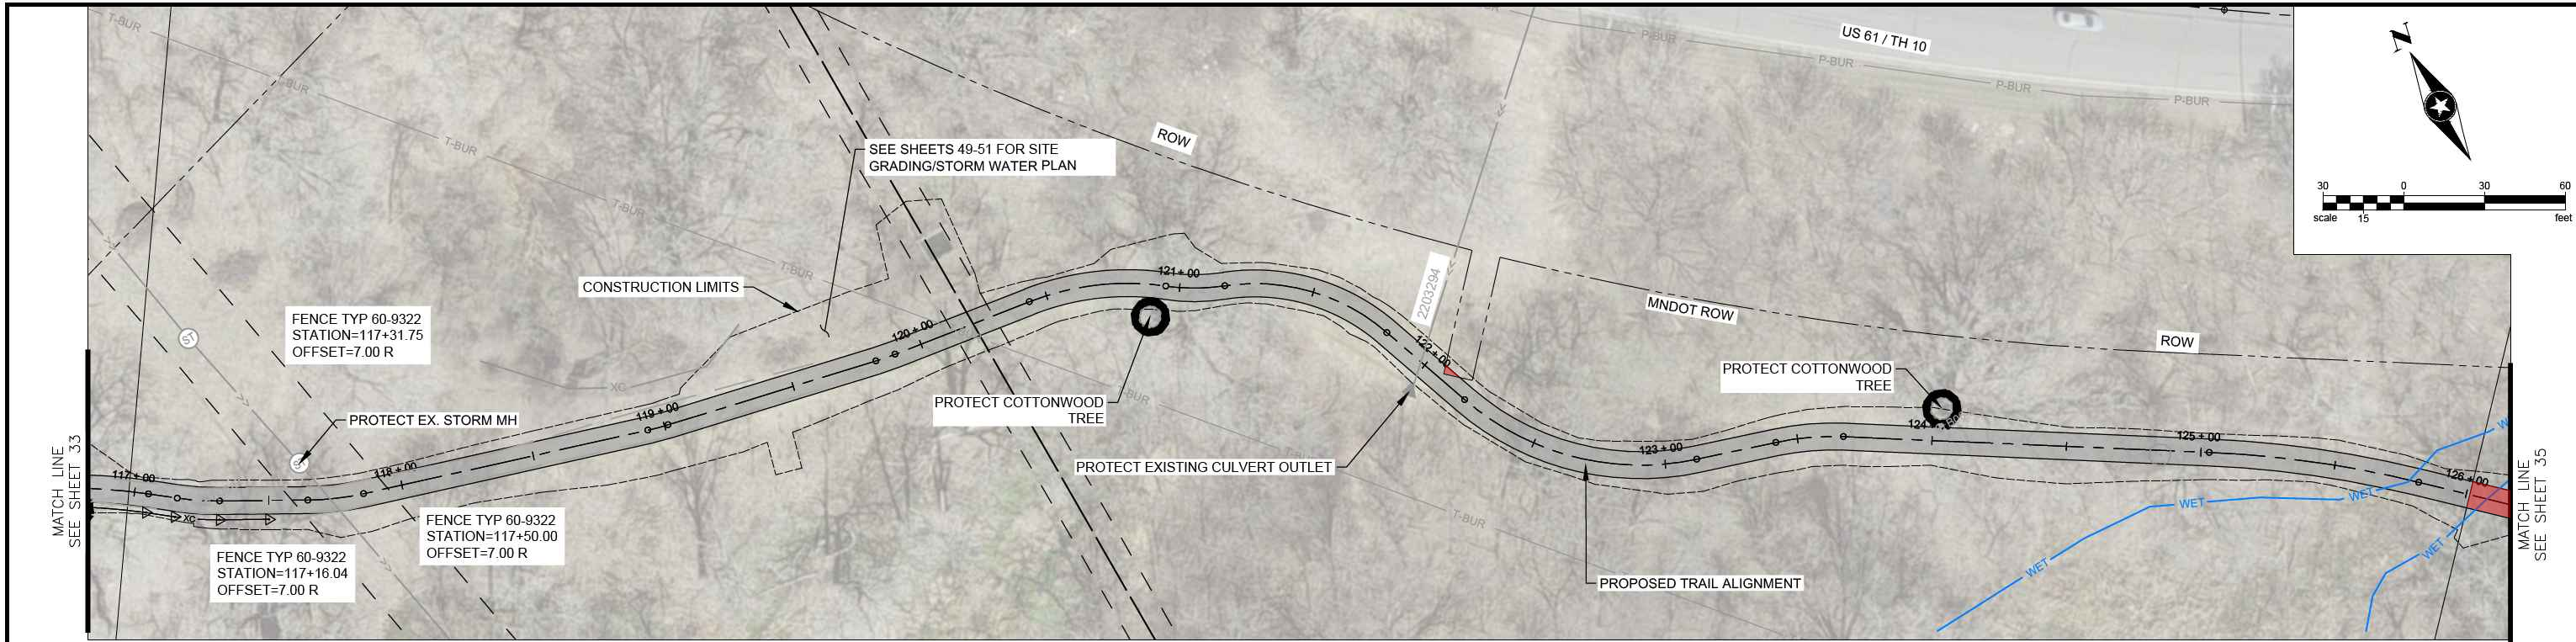 T-BUR
T-BUR
T-BUR
T-BUR
T-BUR
T-BUR
T-BUR
P-BUR
P-BUR
P-BUR
P-BUR
US 61 / TH 10
N
30
0
30
60
scale
15
feet
ROW
SEE SHEETS 49-51 FOR SITE
GRADING/STORM WATER PLAN
CONSTRUCTION LIMITS
FENCE TYP 60-9322
STATION=117+31.75
OFFSET=7.00 R
ST
PROTECT EX. STORM MH
ST
XC
XC
117+00
118+00
119+00
120+00
121+00
122+00
123+00
124
125+00
126+00
2203294
MNDOT ROW
ROW
PROTECT COTTONWOOD
TREE
PROTECT COTTONWOOD
TREE
PROTECT EXISTING CULVERT OUTLET
PROPOSED TRAIL ALIGNMENT
FENCE TYP 60-9322
STATION=117+50.00
OFFSET=7.00 R
FENCE TYP 60-9322
STATION=117+16.04
OFFSET=7.00 R
WET
WET
WET
WET
MATCH LINE
SEE SHEET 33
MATCH LINE
SEE SHEET 35